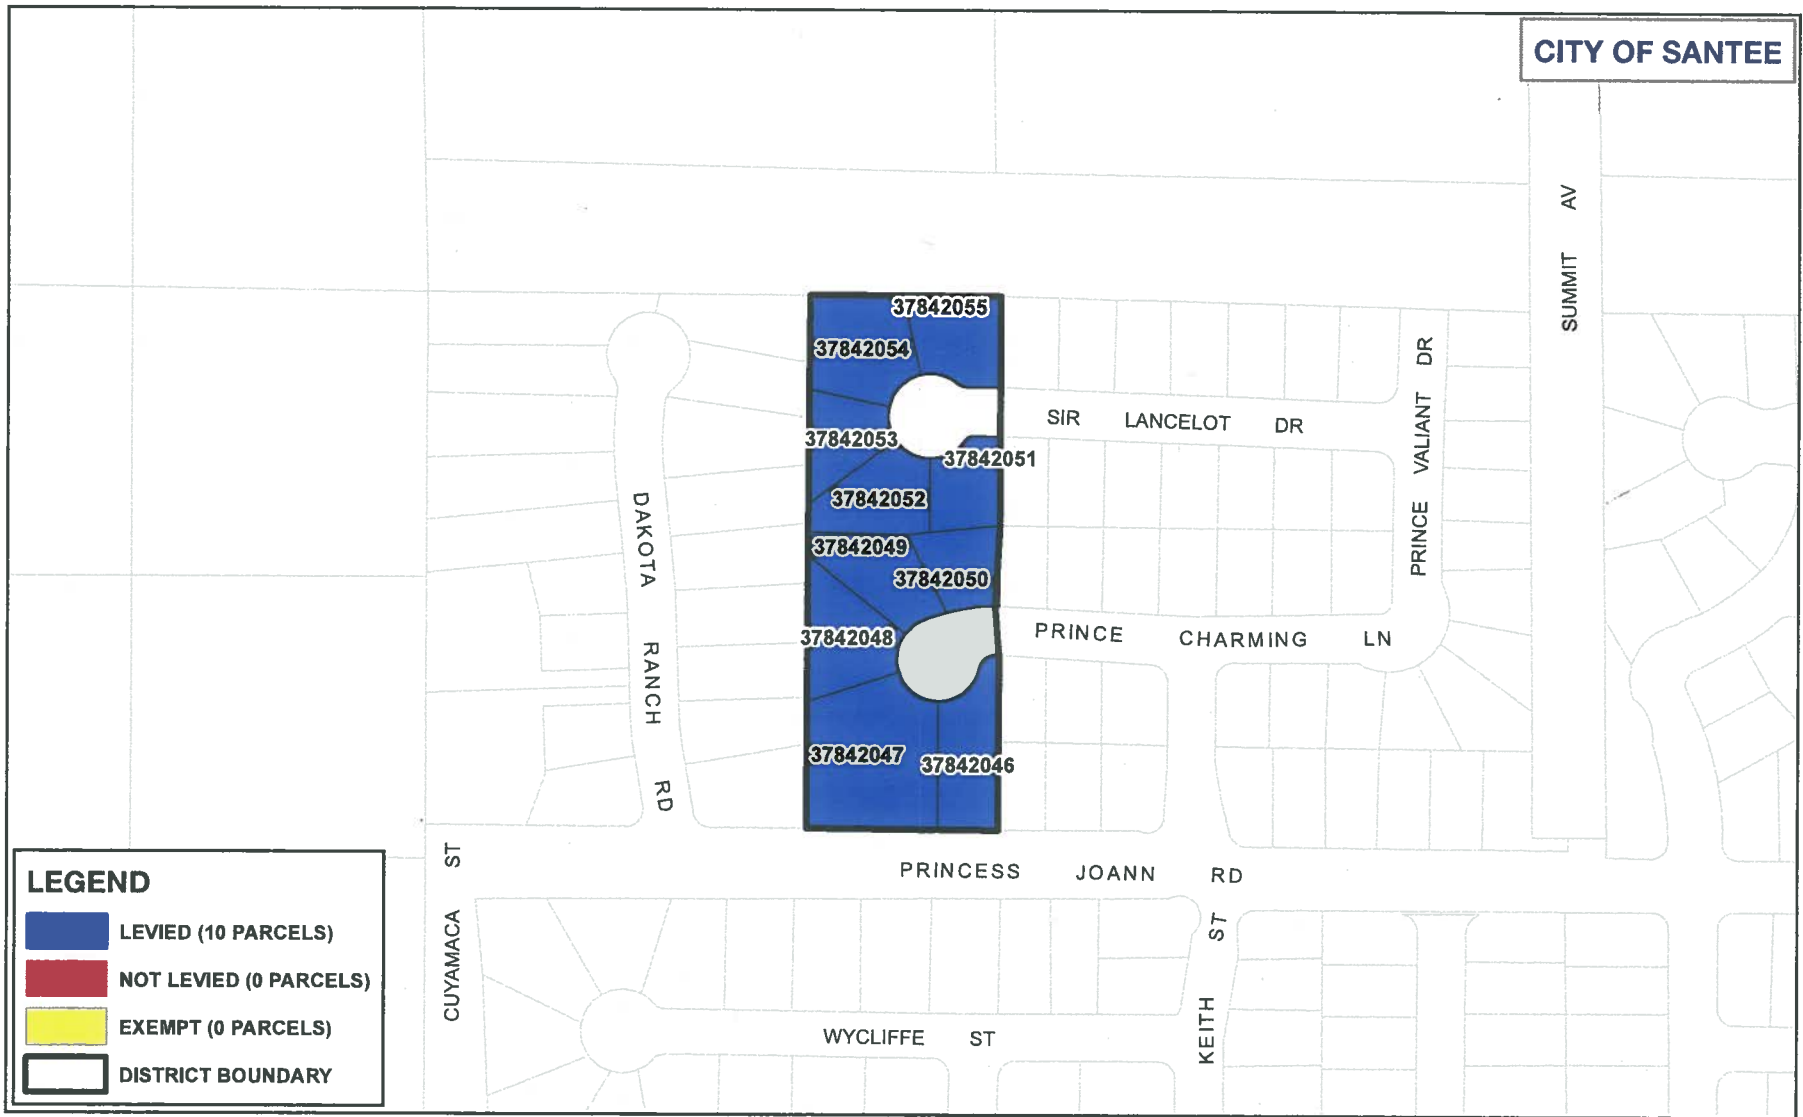 CITY OF SANTEE
SUMMIT AV
37842055
37842054
PRINCE VALIANT DR
SIR LANCELOT DR
37842053
37842051
37842052
DAKOTA RANCH RD
37842049
37842050
37842048
PRINCE CHARMING LN
37842047
37842046
PRINCESS JOANN RD
CUYAMACA ST
KEITH ST
WYCLIFFE ST
LEGEND
LEVIED (10 PARCELS)
NOT LEVIED (0 PARCELS)
EXEMPT (0 PARCELS)
DISTRICT BOUNDARY